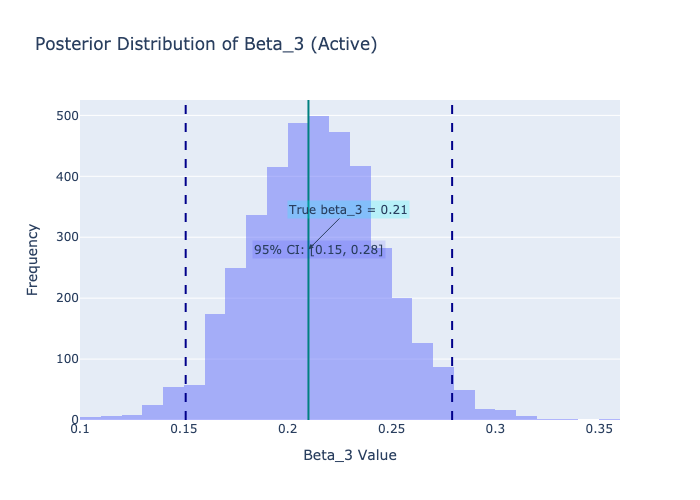 Posterior Distribution of Beta_3 (Active)
500
400
300
200
100
0
True beta_3 = 0.21
95% CI: [0.15, 0.28]
Frequency
0.1
0.15
0.2
0.25
0.3
0.35
Beta_3 Value